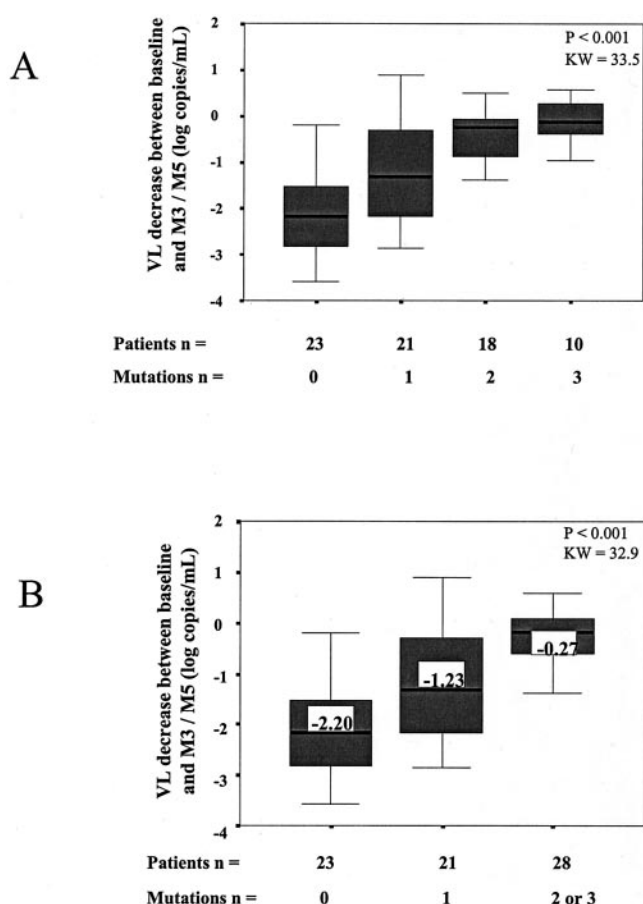 A
VL decrease between baseline
and M3 / M5 (log copies/mL)
2
1
0
-1
-2
-3
-4
P < 0.001
KW = 33.5
Patients n = 23 21 18 10
Mutations n = 0 1 2 3
B
VL decrease between baseline
and M3 / M5 (log copies/mL)
2
1
0
-1
-2
-3
-4
P < 0.001
KW = 32.9
-2.20
-1.23
-0.27
Patients n = 23 21 28
Mutations n = 0 1 2 or 3